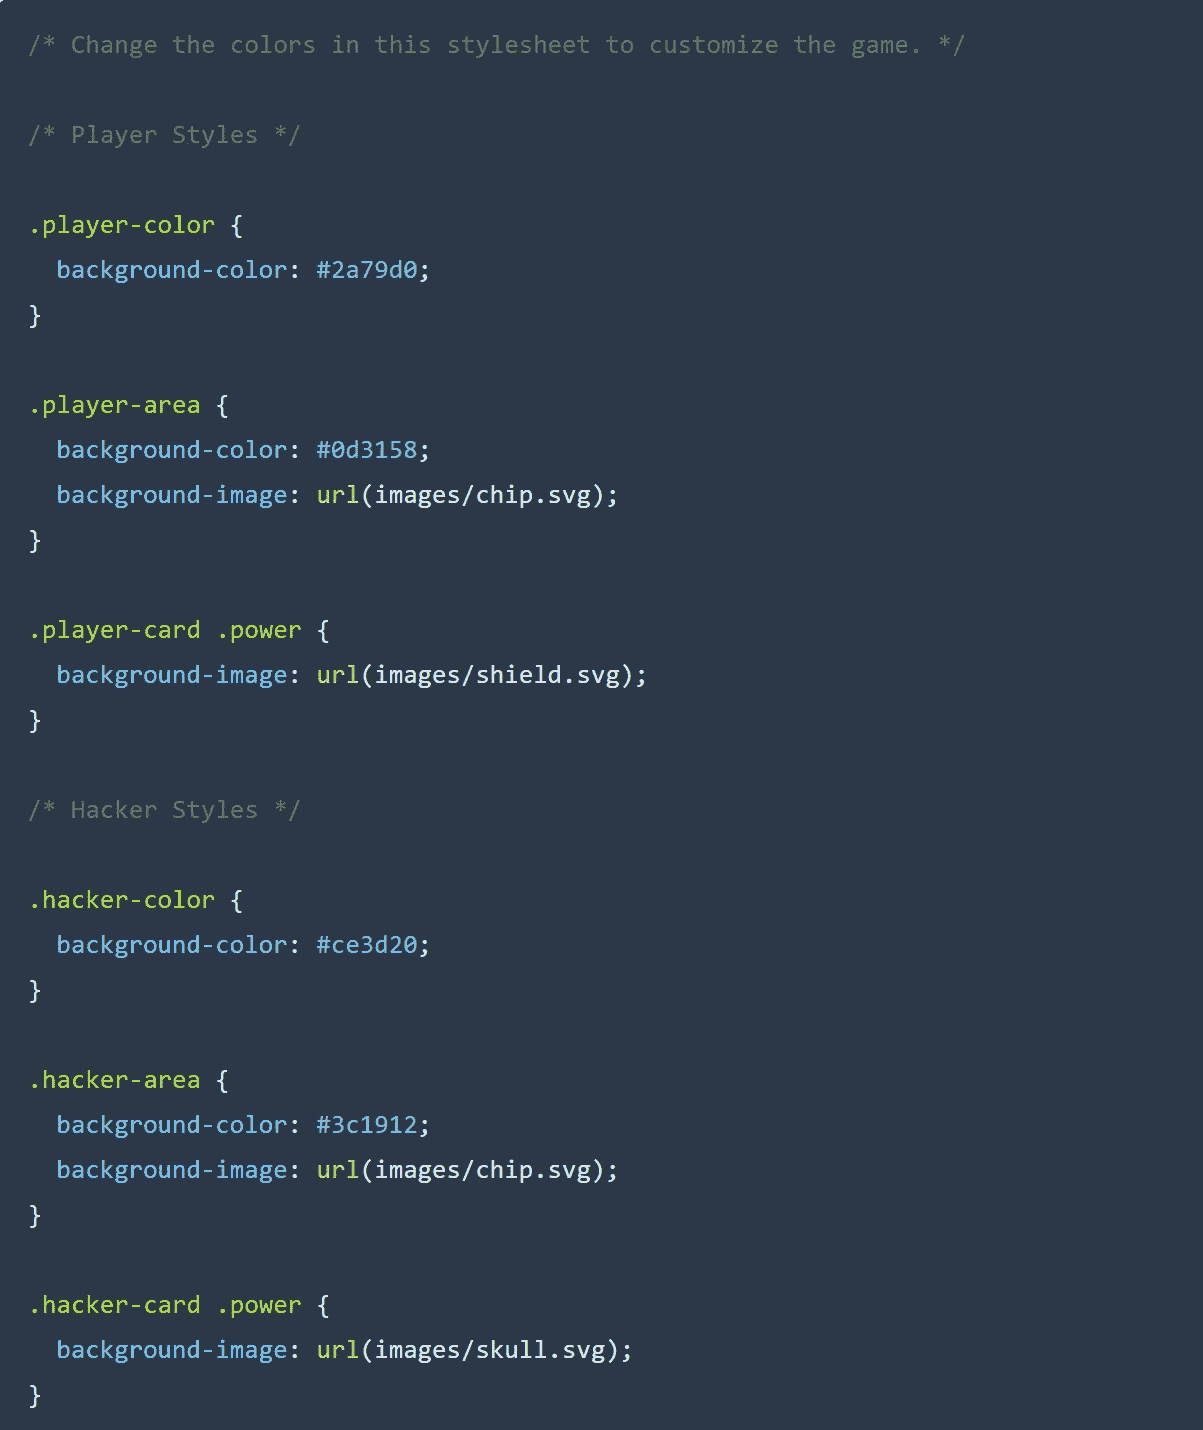 /* Change the colors in this stylesheet to customize the game. */
/* Player Styles */
.player-color {
  background-color: #2a79d0;
}
.player-area {
  background-color: #0d3158;
  background-image: url(images/chip.svg);
}
.player-card .power {
  background-image: url(images/shield.svg);
}
/* Hacker Styles */
.hacker-color {
  background-color: #ce3d20;
}
.hacker-area {
  background-color: #3c1912;
  background-image: url(images/chip.svg);
}
.hacker-card .power {
  background-image: url(images/skull.svg);
}